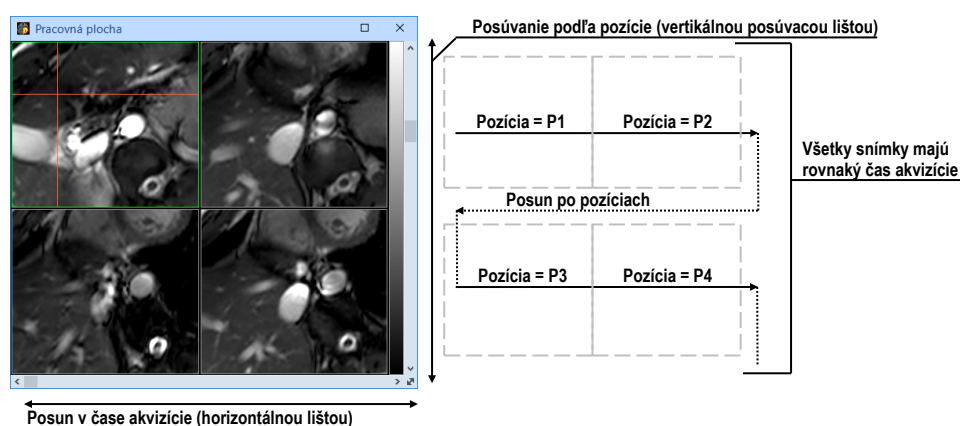 Pracovná plocha
Posúvanie podľa pozície (vertikálnou posúvacou lištou)
Pozícia = P1
Pozícia = P2
Všetky snímky majú
rovnaký čas akvizície
Posun po pozíciach
Pozícia = P3
Pozícia = P4
Posun v čase akvizície (horizontálnou lištou)